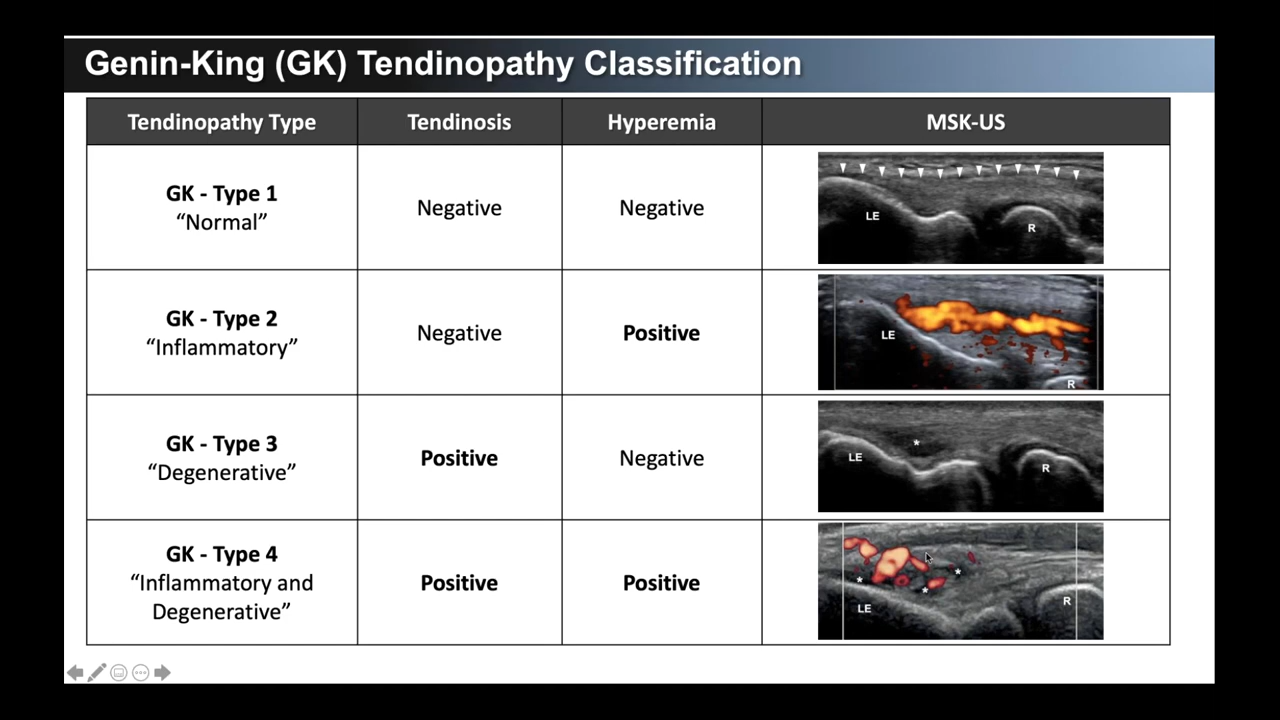 Genin-King (GK) Tendinopathy Classification
Tendinopathy Type
Tendinosis
Hyperemia
MSK-US
GK - Type 1
“Normal”
Negative
Negative
LE
R
GK - Type 2
“Inflammatory”
Negative
Positive
LE
R
GK - Type 3
“Degenerative”
Positive
Negative
*
LE
R
GK - Type 4
“Inflammatory and
Degenerative”
Positive
Positive
*
*
*
LE
R